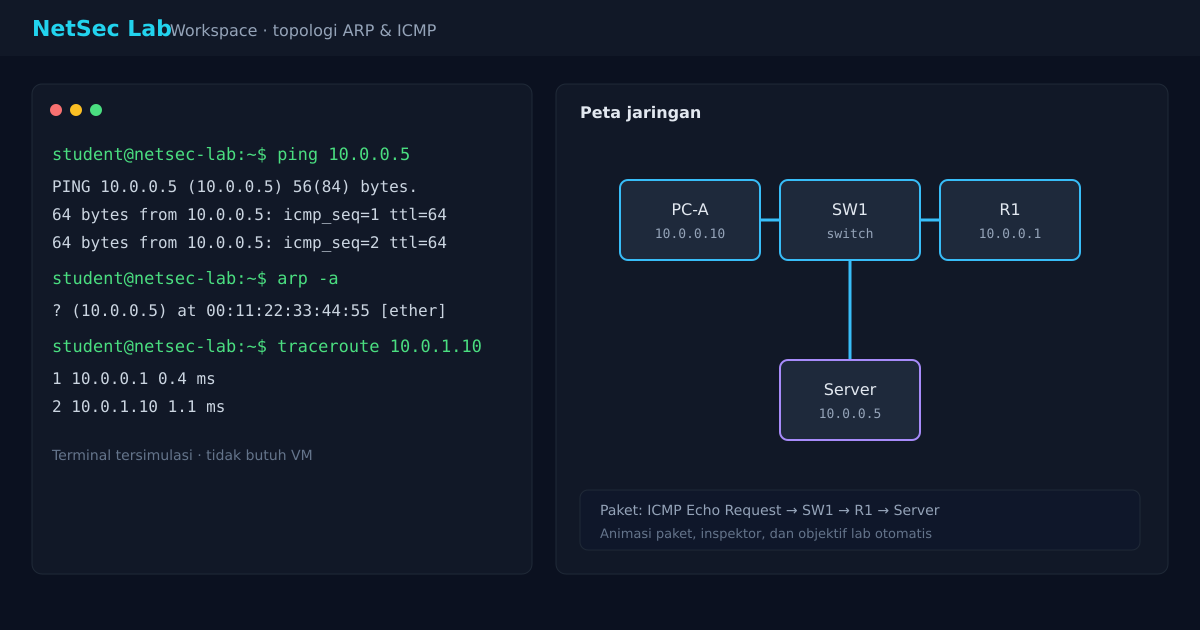 NetSec Lab Workspace · topologi ARP & ICMP
student@netsec-lab:~$ ping 10.0.0.5
PING 10.0.0.5 (10.0.0.5) 56(84) bytes.
64 bytes from 10.0.0.5: icmp_seq=1 ttl=64
64 bytes from 10.0.0.5: icmp_seq=2 ttl=64
student@netsec-lab:~$ arp -a
? (10.0.0.5) at 00:11:22:33:44:55 [ether]
student@netsec-lab:~$ traceroute 10.0.1.10
1 10.0.0.1 0.4 ms
2 10.0.1.10 1.1 ms
Terminal tersimulasi · tidak butuh VM
Peta jaringan
PC-A
10.0.0.10
SW1
switch
R1
10.0.0.1
Server
10.0.0.5
Paket: ICMP Echo Request → SW1 → R1 → Server
Animasi paket, inspektor, dan objektif lab otomatis